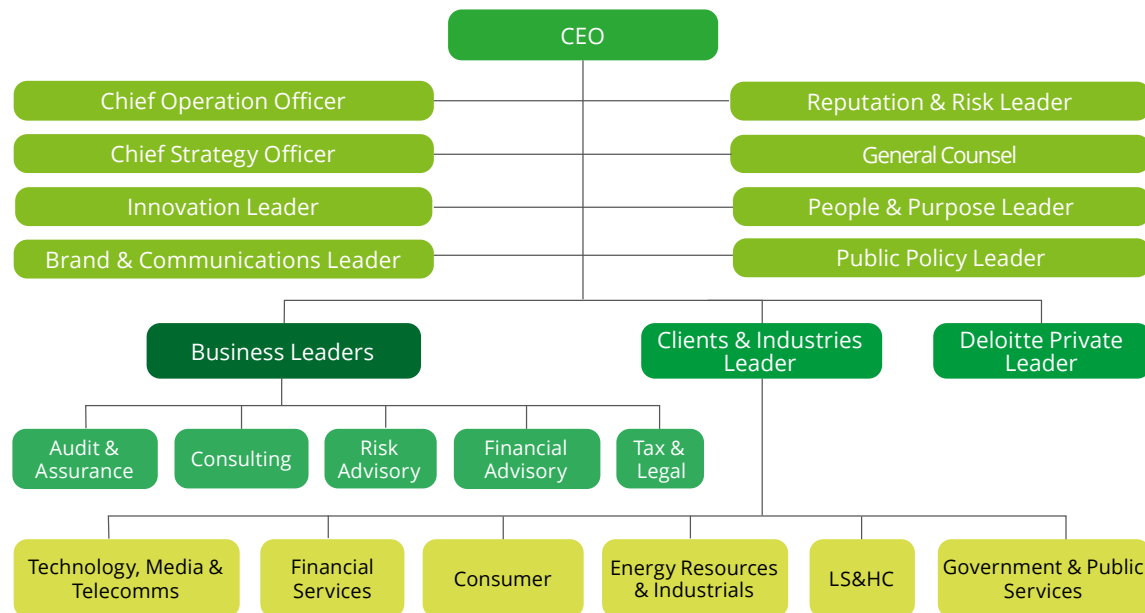 CEO
Chief Operation Officer
Reputation & Risk Leader
Chief Strategy Officer
General Counsel
Innovation Leader
People & Purpose Leader
Brand & Communications Leader
Public Policy Leader
Business Leaders
Clients & Industries
Leader
Deloitte Private
Leader
Audit &
Assurance
Consulting
Risk
Advisory
Financial
Advisory
Tax &
Legal
Technology, Media &
Telecomms
Financial
Services
Consumer
Energy Resources
& Industrials
LS&HC
Government & Public
Services